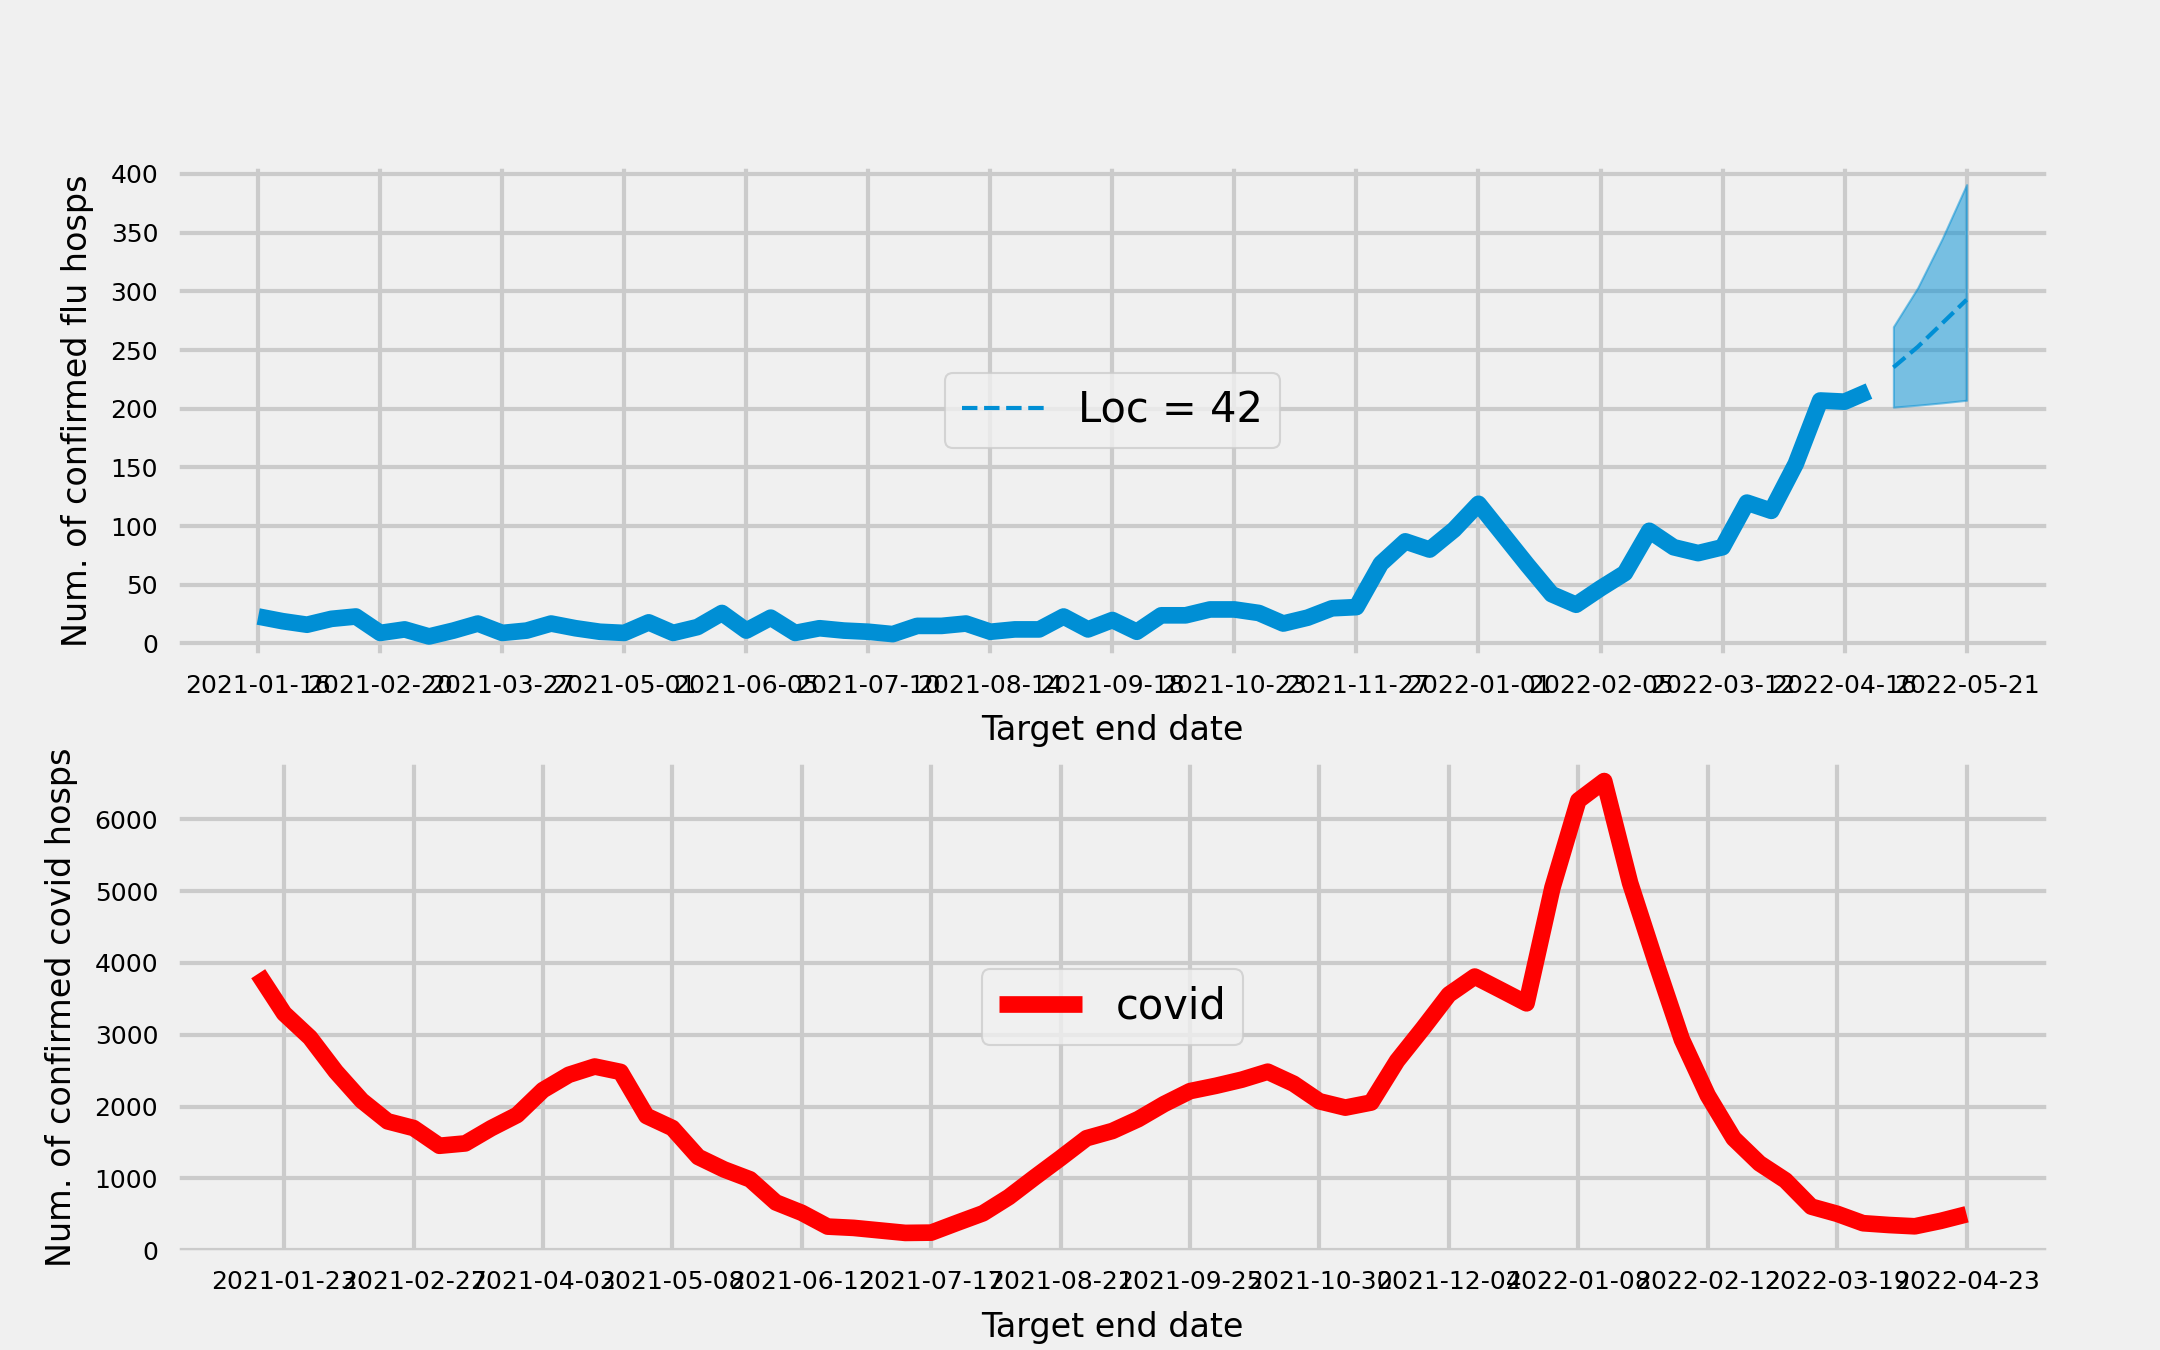 Num. of confirmed flu hosps
400
350
300
250
200
150
100
50
0
Loc = 42
2021-01-16 2021-02-20 2021-03-27 2021-05-01 2021-06-05 2021-07-10 2021-08-14 2021-09-18 2021-10-23 2021-11-27 2022-01-01 2022-02-05 2022-03-12 2022-04-16 2022-05-21
Target end date
Num. of confirmed covid hosps
6000
5000
4000
3000
2000
1000
0
covid
2021-01-23 2021-02-27 2021-04-03 2021-05-08 2021-06-12 2021-07-17 2021-08-21 2021-09-25 2021-10-30 2021-12-04 2022-01-08 2022-02-12 2022-03-19 2022-04-23
Target end date